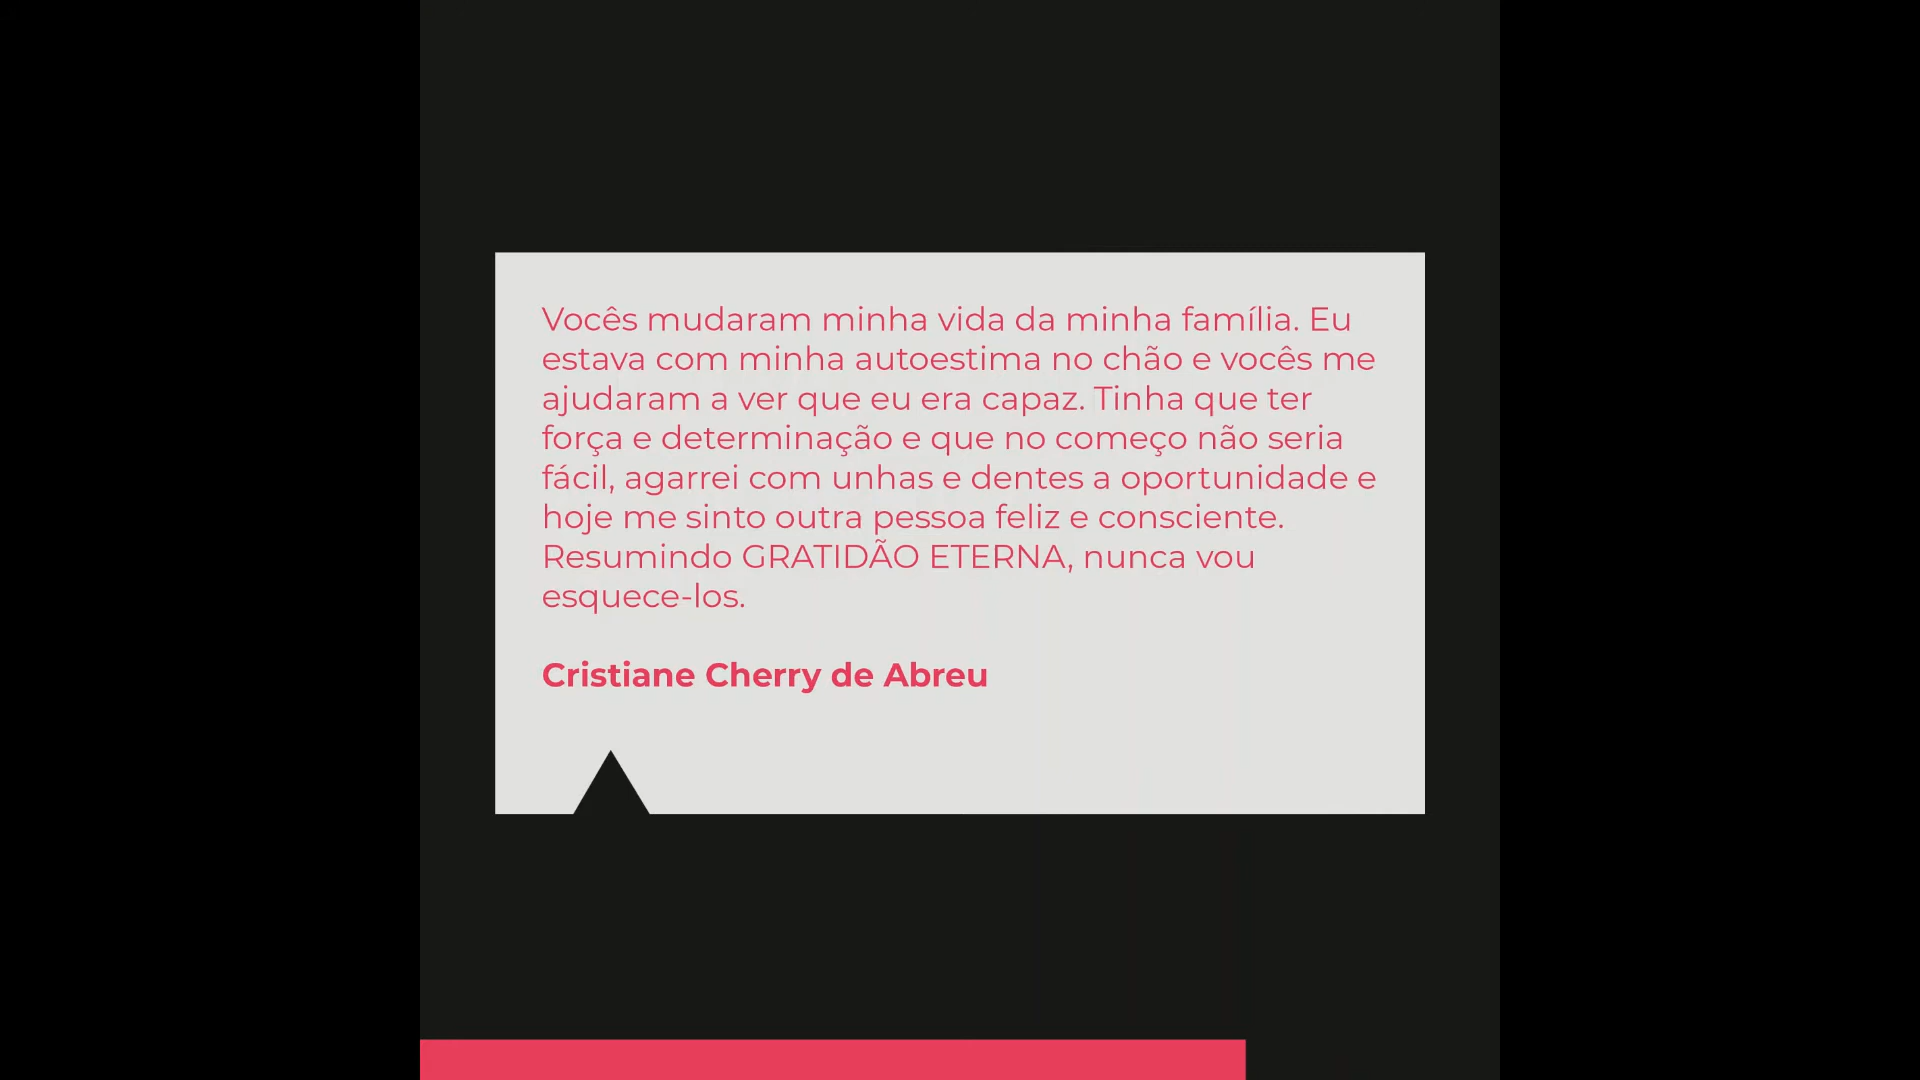 Vocês mudaram minha vida da minha família. Eu
estava com minha autoestima no chão e vocês me
ajudaram a ver que eu era capaz. Tinha que ter
força e determinação e que no começo não seria
fácil, agarrei com unhas e dentes a oportunidade e
hoje me sinto outra pessoa feliz e consciente.
Resumindo GRATIDÃO ETERNA, nunca vou
esquece-los.
Cristiane Cherry de Abreu